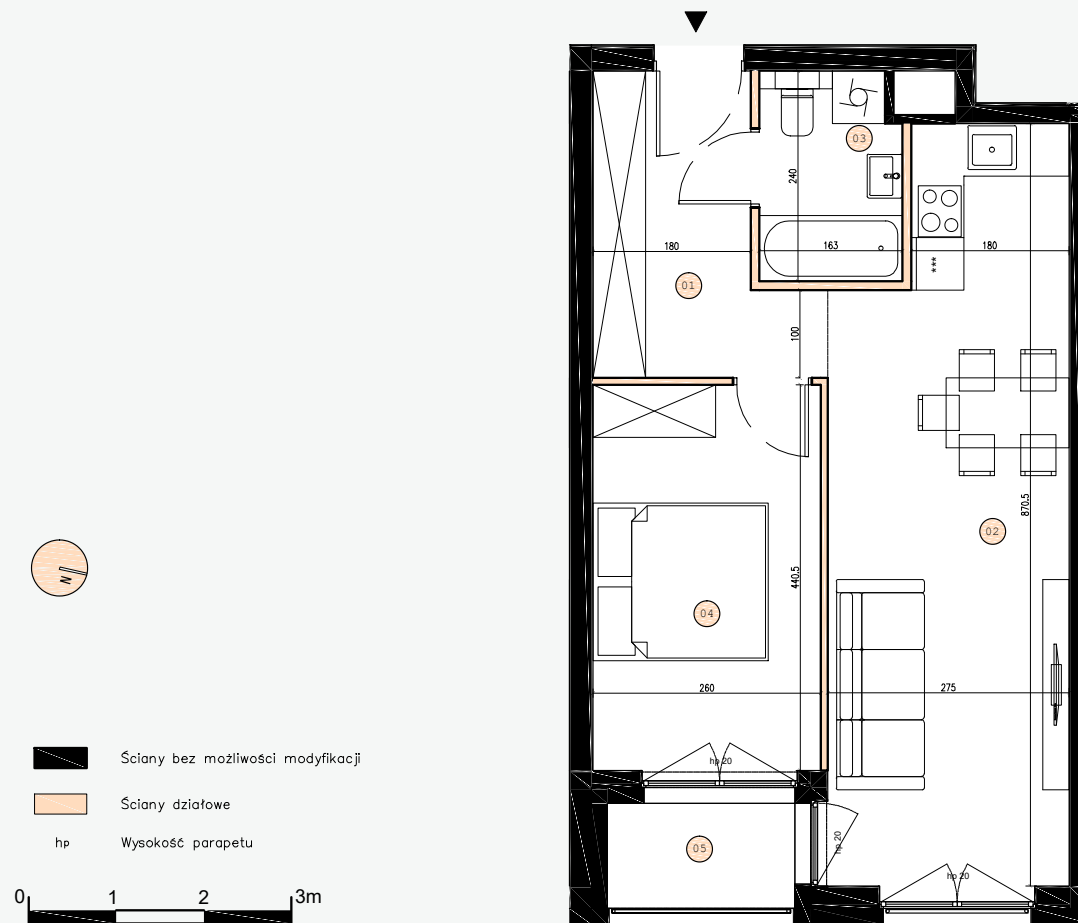 03
240
180
163
180
***
01
100
870.5
02
440.5
04
N
260
275
hp 20
Ściany bez możliwości modyfikacji
Ściany działowe
hp Wysokość parapetu
05
hp 20
hp 20
0 1 2 3m